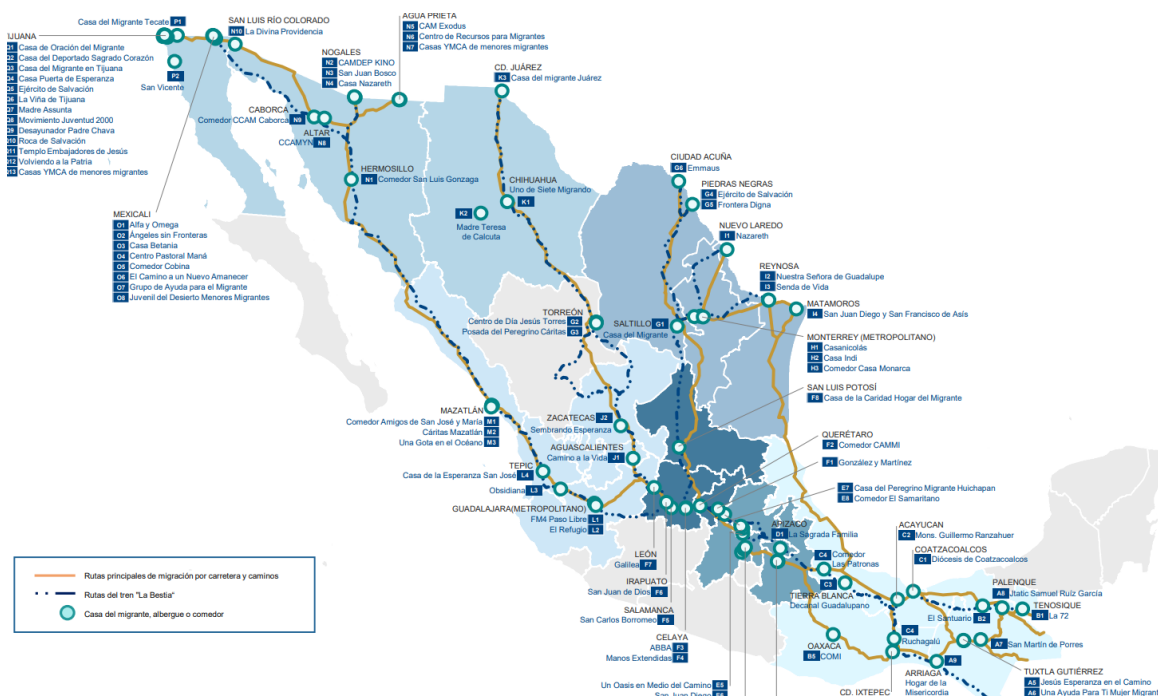 Casa del Migrante Tecate P1
IJUANA
Q1 Casa de Oración del Migrante
Q2 Casa del Deportado Sagrado Corazón
Q3 Casa del Migrante en Tijuana
Q4 Casa Puerta de Esperanza
Q5 Ejército de Salvación
Q6 La Viña de Tijuana
Q7 Madre Assunta
Q8 Movimiento Juventud 2000
Q9 Desayunador Padre Chava
Q10 Roca de Salvación
Q11 Templo Embajadores de Jesús
Q12 Volviendo a la Patria
Q13 Casas YMCA de menores migrantes
P2
San Vicente
SAN LUIS RÍO COLORADO
N10 La Divina Providencia
NOGALES
N2 CAMDEP KINO
N3 San Juan Bosco
N4 Casa Nazareth
AGUA PRIETA
N5 CAM Exodus
N6 Centro de Recursos para Migrantes
N7 Casas YMCA de menores migrantes
CABORCA
Comedor CCAM Caborca N9
ALTAR
CCAMYN N8
HERMOSILLO
N1 Comedor San Luis Gonzaga
CD. JUÁREZ
K3 Casa del migrante Juárez
CHIHUAHUA
Uno de Siete Migrando
K1
K2
Madre Teresa
de Calcuta
MEXICALI
O1 Alfa y Omega
O2 Ángeles sin Fronteras
O3 Casa Betania
O4 Centro Pastoral Maná
O5 Comedor Cobina
O6 El Camino a un Nuevo Amanecer
O7 Grupo de Ayuda para el Migrante
O8 Juvenil del Desierto Menores Migrantes
CIUDAD ACUÑA
G6 Emmaus
PIEDRAS NEGRAS
G4 Ejército de Salvación
G5 Frontera Digna
NUEVO LAREDO
I1 Nazareth
REYNOSA
I2 Nuestra Señora de Guadalupe
I3 Senda de Vida
MATAMOROS
I4 San Juan Diego y San Francisco de Asís
TORREÓN
Centro de Día Jesús Torres G2
Posada del Peregrino Cáritas G3
SALTILLO G1
Casa del Migrante
MONTERREY (METROPOLITANO)
H1 Casanicolás
H2 Casa Indi
H3 Comedor Casa Monarca
SAN LUIS POTOSÍ
F8 Casa de la Caridad Hogar del Migrante
MAZATLÁN
Comedor Amigos de San José y María M1
Cáritas Mazatlán M2
Una Gota en el Océano M3
ZACATECAS J2
Sembrando Esperanza
AGUASCALIENTES
Camino a la Vida J1
TEPIC
Casa de la Esperanza San José L4
Obsidiana L3
GUADALAJARA(METROPOLITANO)
FM4 Paso Libre L1
El Refugio L2
QUERÉTARO
F2 Comedor CAMMI
F1 González y Martínez
E7 Casa del Peregrino Migrante Huichapan
E8 Comedor El Samaritano
LEÓN
Galilea F7
IRAPUATO
San Juan de Dios F6
SALAMANCA
San Carlos Borromeo F5
CELAYA
ABBA F3
Manos Extendidas F4
APIZACO
D1 La Sagrada Familia
C4 Comedor
Las Patronas
C3
TIERRA BLANCA
Decanal Guadalupano
ACAYUCAN
C2 Mons. Guillermo Ranzahuer
COATZACOALCOS
C1 Diócesis de Coatzacoalcos
PALENQUE
A8 Jtatic Samuel Ruíz García
TENOSIQUE
B1 La 72
El Santuario B2
A7 San Martín de Porres
C4
Ruchagalú
OAXACA
B5 COMI
A9
ARRIAGA
Hogar de la
Misericordia
CD. IXTEPEC
TUXTLA GUTIÉRREZ
A5 Jesús Esperanza en el Camino
A6 Una Ayuda Para Ti Mujer Migrant
Un Oasis en Medio del Camino E5
San Juan Diego E6
Rutas principales de migración por carretera y caminos
Rutas del tren "La Bestia"
Casa del migrante, albergue o comedor